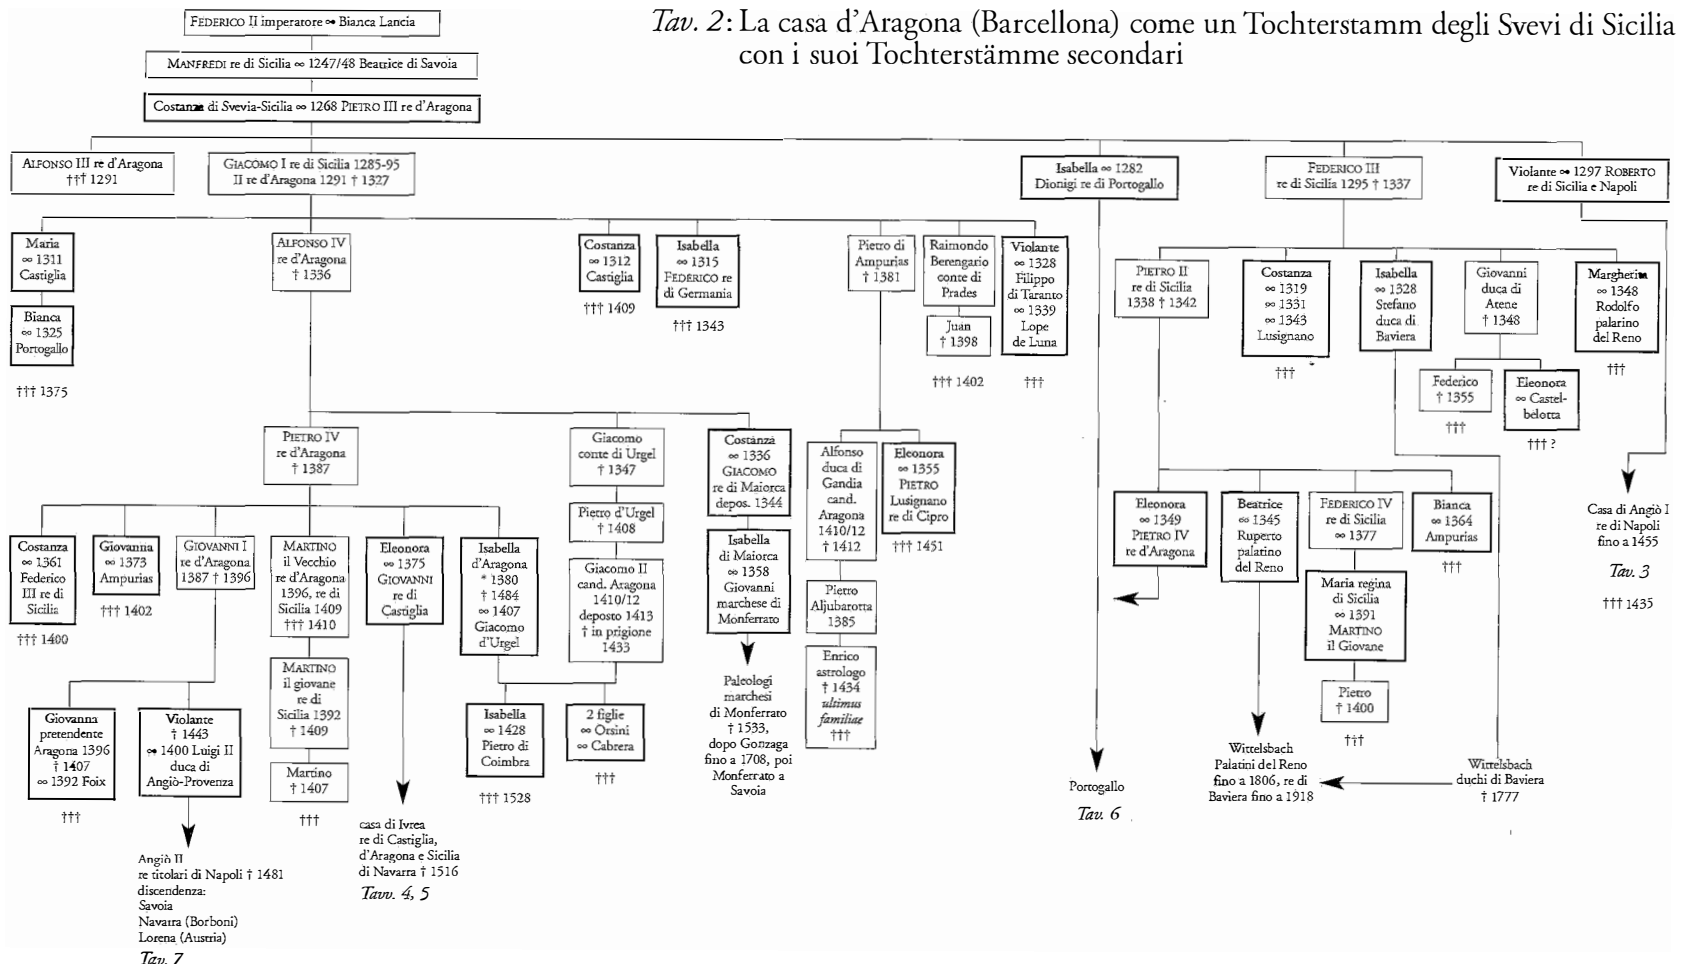 Tav. 2: La casa d'Aragona (Barcellona) come un Tochterstamm degli Svevi di Sicilia
con i suoi Tochterstämme secondari
FEDERICO II imperatore ∞ Bianca Lancia
MANFREDI re di Sicilia ∞ 1247/48 Beatrice di Savoia
Costanza di Svevia-Sicilia ∞ 1268 PIETRO III re d'Aragona
ALFONSO III re d'Aragona
††† 1291
GIACOMO I re di Sicilia 1285-95
II re d'Aragona 1291 † 1327
Isabella ∞ 1282
Dionigi re di Portogallo
FEDERICO III
re di Sicilia 1295 † 1337
Violante ∞ 1297 ROBERTO
re di Sicilia e Napoli
Maria
∞ 1311
Castiglia
Bianca
∞ 1325
Portogallo
††† 1375
ALFONSO IV
re d'Aragona
† 1336
Costanza
∞ 1312
Castiglia
††† 1409
Isabella
∞ 1315
FEDERICO re
di Germania
††† 1343
Pietro di
Ampurias
† 1381
Raimondo
Berengario
conte di
Prades
Juan
† 1398
††† 1402
Violante
∞ 1328
Filippo
di Taranto
∞ 1339
Lope
de Luna
†††
PIETRO II
re di Sicilia
1338 † 1342
Costanza
∞ 1319
∞ 1331
∞ 1343
Lusignano
†††
Isabella
∞ 1328
Stefano
duca di
Baviera
Giovanni
duca di
Atene
† 1348
Federico
† 1355
†††
Eleonora
∞ Castel-
belotta
††† ?
Margherita
∞ 1348
Rodolfo
palarino
del Reno
†††
PIETRO IV
re d'Aragona
† 1387
Giacomo
conte di Urgel
† 1347
Pietro d'Urgel
† 1408
Giacomo II
cand. Aragona
1410/12
deposto 1413
† in prigione
1433
Costanza
∞ 1336
GIACOMO
re di Maiorca
depos. 1344
Isabella
di Maiorca
∞ 1358
Giovanni
marchese di
Monferrato
Paleologi
marchesi
di Monferrato
† 1533,
dopo Gonzaga
fino a 1708, poi
Monferrato a
Savoia
Alfonso
duca di
Gandia
cand.
Aragona
1410/12
† 1412
Pietro
Aljubarotta
1385
Enrico
astrologo
† 1434
ultimus
familiae
†††
Eleonora
∞ 1355
PIETRO
Lusignano
re di Cipro
††† 1451
Eleonora
∞ 1349
PIETRO IV
re d'Aragona
Beatrice
∞ 1345
Ruperto
palatino
del Reno
FEDERICO IV
re di Sicilia
∞ 1377
Maria regina
di Sicilia
∞ 1391
MARTINO
il Giovane
Pietro
† 1400
†††
Bianca
∞ 1364
Ampurias
†††
Casa di Angiò I
re di Napoli
fino a 1455
Tav. 3
††† 1435
Costanza
∞ 1361
Federico
III re di
Sicilia
††† 1400
Giovanna
∞ 1373
Ampurias
††† 1402
GIOVANNI I
re d'Aragona
1387 † 1396
MARTINO
il Vecchio
re d'Aragona
1396, re di
Sicilia 1409
††† 1410
MARTINO
il giovane
re di
Sicilia 1392
† 1409
Martino
† 1407
†††
Eleonora
∞ 1375
GIOVANNI
re di
Castiglia
casa di Ivrea
re di Castiglia,
d'Aragona e Sicilia
di Navarra † 1516
Tavv. 4, 5
Isabella
d'Aragona
* 1380
† 1484
∞ 1407
Giacomo
d'Urgel
Isabella
∞ 1428
Pietro di
Coimbra
††† 1528
2 figlie
∞ Orsini
∞ Cabrera
†††
Giovanna
pretendente
Aragona 1396
† 1407
∞ 1392 Foix
†††
Violante
† 1443
∞ 1400 Luigi II
duca di
Angiò-Provenza
Angiò II
re titolari di Napoli † 1481
discendenza:
Savoia
Navarra (Borboni)
Lorena (Austria)
Tav. 7
Portogallo
Tav. 6
Wittelsbach
Palatini del Reno
fino a 1806, re di
Baviera fino a 1918
Wittelsbach
duchi di Baviera
† 1777